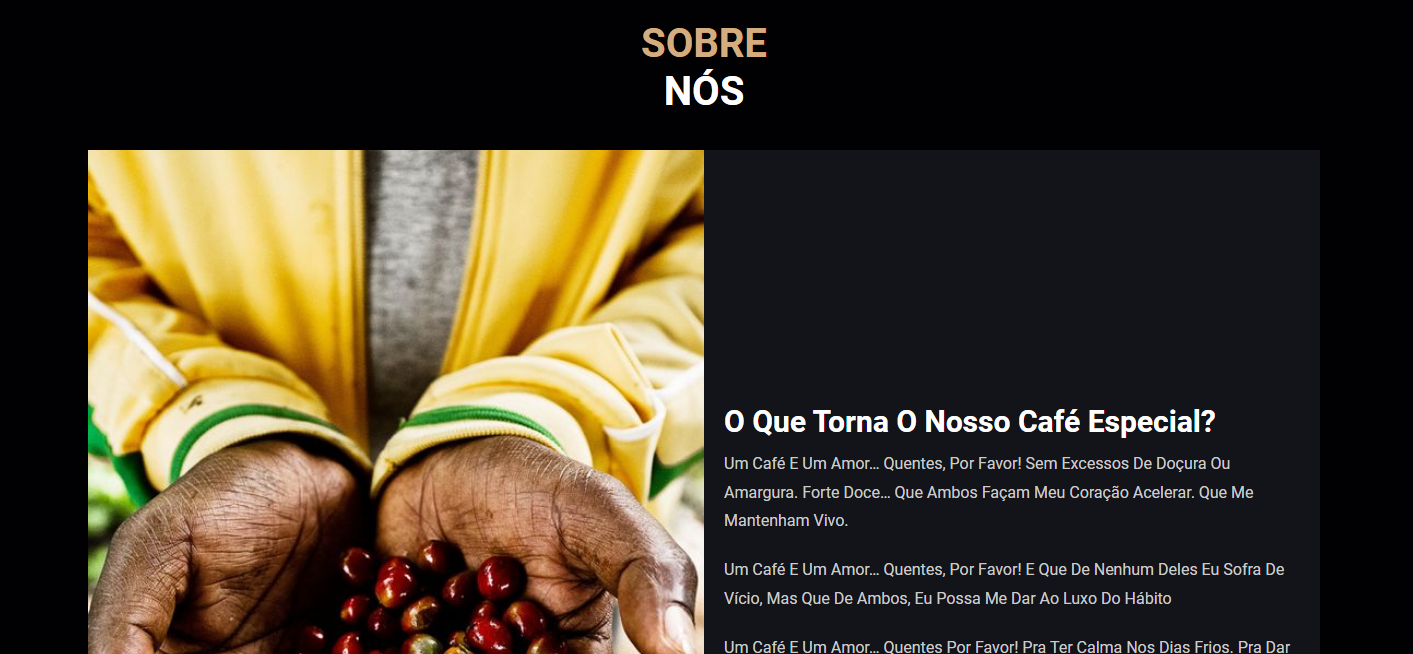 SOBRE
NÓS
O Que Torna O Nosso Café Especial?
Um Café E Um Amor... Quentes, Por Favor! Sem Excessos De Doçura Ou
Amargura. Forte Doce... Que Ambos Façam Meu Coração Acelerar. Que Me
Mantenham Vivo.
Um Café E Um Amor... Quentes, Por Favor! E Que De Nenhum Deles Eu Sofra De
Vício, Mas Que De Ambos, Eu Possa Me Dar Ao Luxo Do Hábito
Um Café E Um Amor... Quentes Por Favor! Pra Ter Calma Nos Dias Frios. Pra Dar